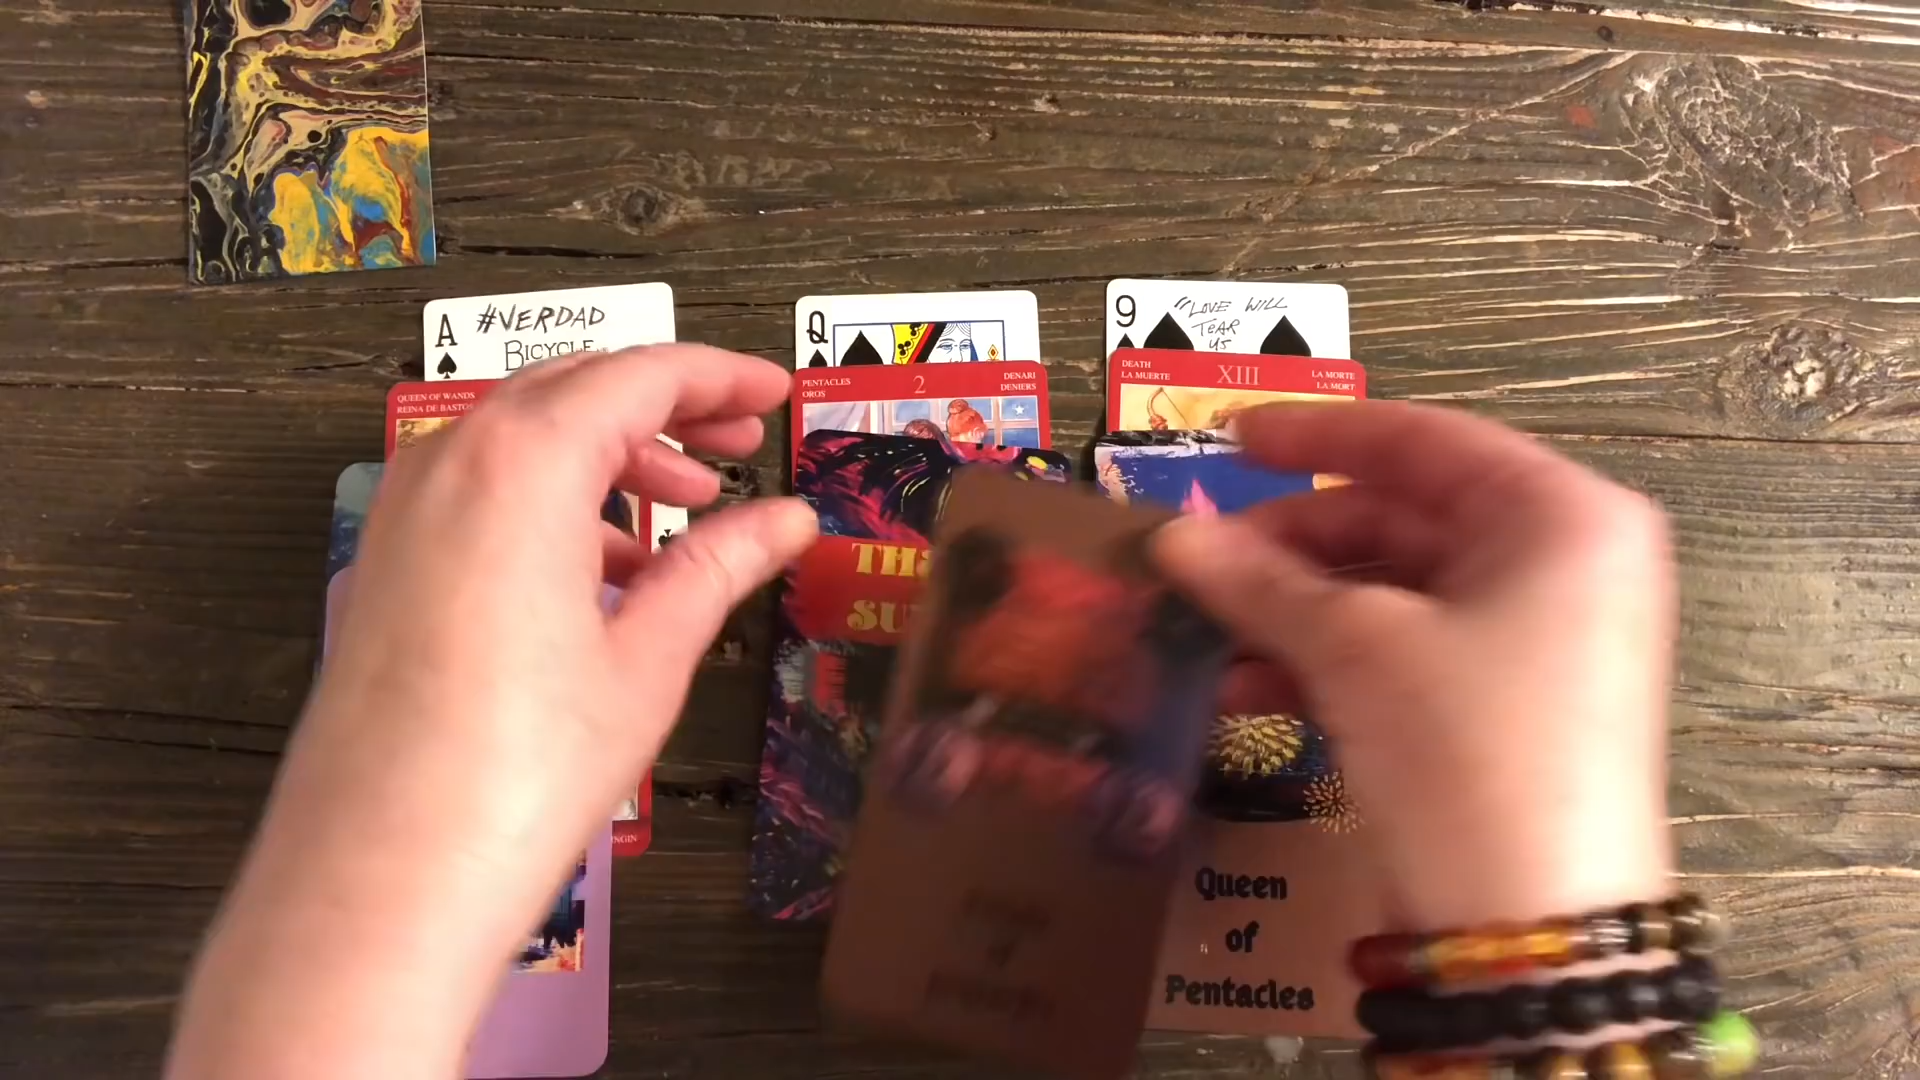 A #VERDAD
BICYCLE
QUEEN OF WANDS
REINA DE BASTOS
Q
PENTACLES 2 DENARI
OROS DENIERS
9 "LOVE WILL
TEAR
US
DEATH XIII LA MORTE
LA MUERTE LA MORT
Queen
of
Pentacles